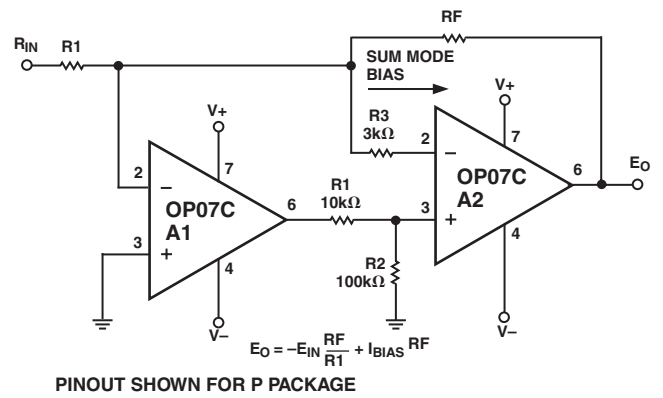 RF
RIN
R1
SUM MODE
BIAS
V+
V+
R3
3kΩ
2
−
7
2
−
7
OP07C
A1
6
R1
10kΩ
OP07C
A2
6
EO
3
+
3
+
4
R2
100kΩ
4
V−
V−
EO = −EIN RF/R1 + IBIAS RF
PINOUT SHOWN FOR P PACKAGE